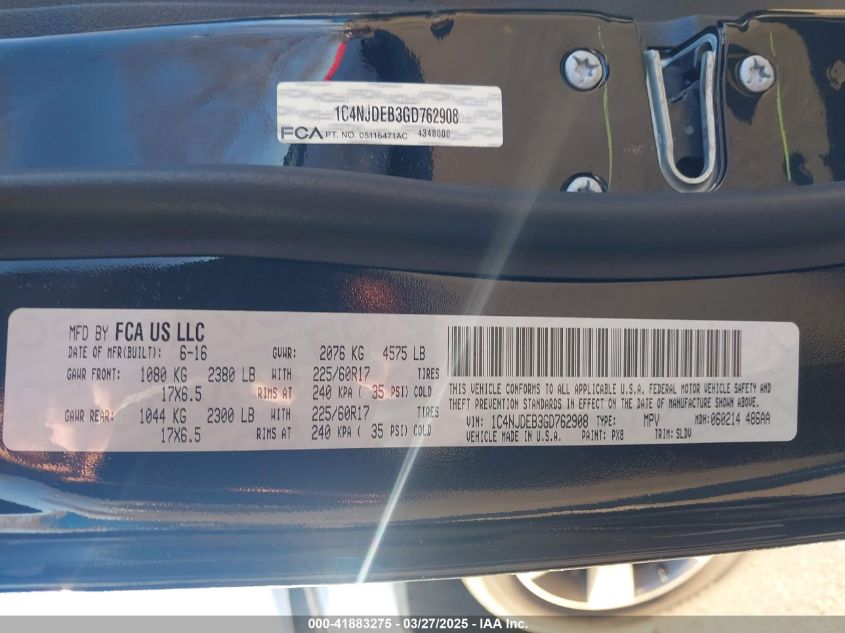 1C4NJDEB3GD762908
FCA PT. NO. 05116471AC 4348000
MFD BY FCA US LLC
DATE OF MFR(BUILT): 6-16 GVWR: 2076 KG 4575 LB
GAWR FRONT: 1080 KG 2380 LB WITH 225/60R17 TIRES
17X6.5 RIMS AT 240 KPA ( 35 PSI) COLD
GAWR REAR: 1044 KG 2300 LB WITH 225/60R17 TIRES
17X6.5 RIMS AT 240 KPA ( 35 PSI) COLD
THIS VEHICLE CONFORMS TO ALL APPLICABLE U.S.A. FEDERAL MOTOR VEHICLE SAFETY AND
THEFT PREVENTION STANDARDS IN EFFECT ON THE DATE OF MANUFACTURE SHOWN ABOVE.
VIN: 1C4NJDEB3GD762908 TYPE: MPV MDH:060214 486AA
VEHICLE MADE IN U.S.A. PAINT: PX8 TRIM: SLDV
000-41883275 - 03/27/2025 - IAA Inc.